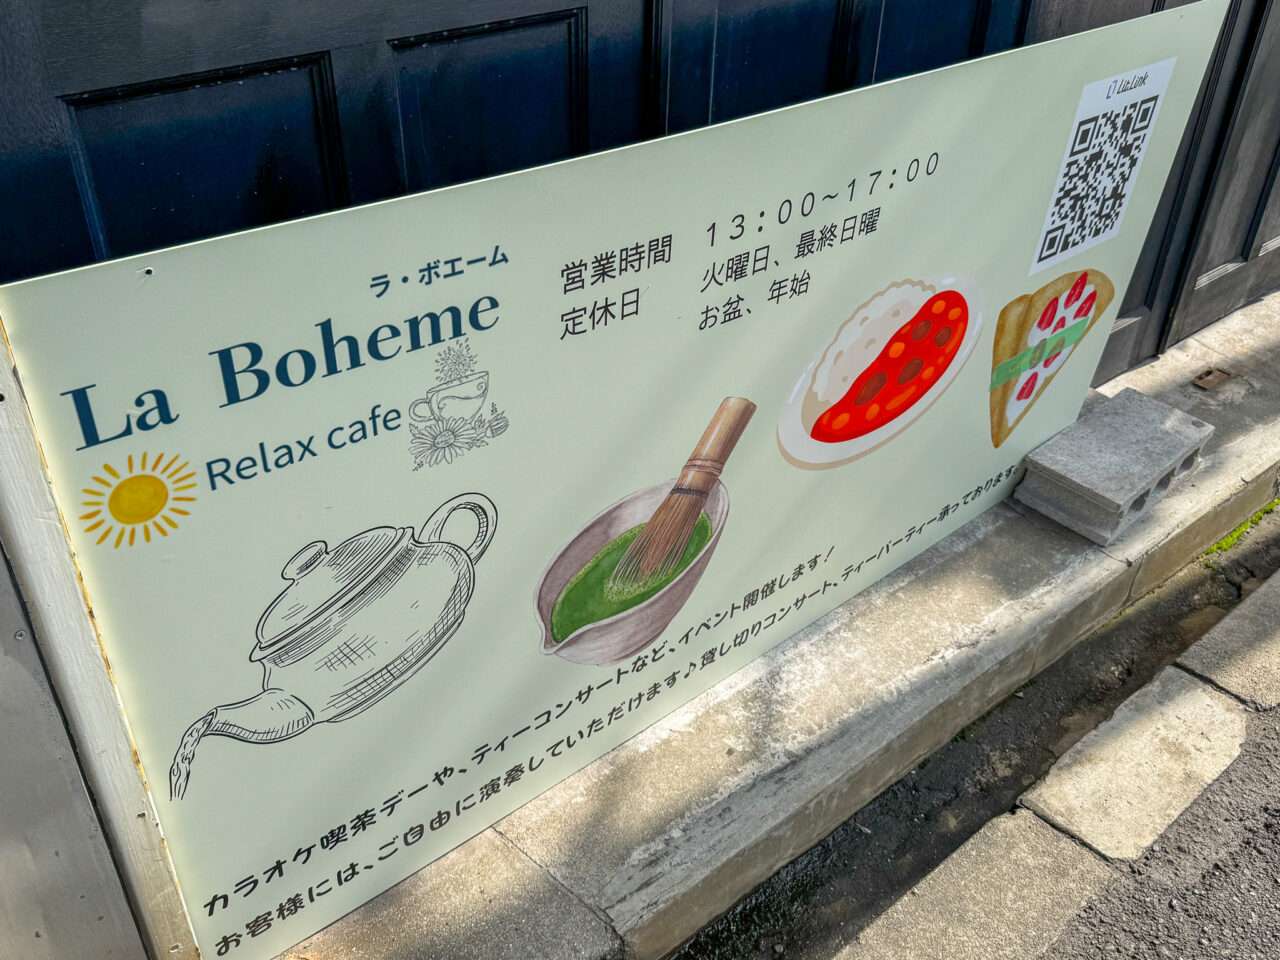 ラ・ボエーム
La Boheme
Relax cafe
営業時間 13:00~17:00
定休日 火曜日、最終日曜
お盆、年始
Lit.Link
カラオケ喫茶デーや、ティーコンサートなど、イベント開催します!
お客様には、ご自由に演奏していただけます♪貸し切りコンサート、ティーパーティー承っております。